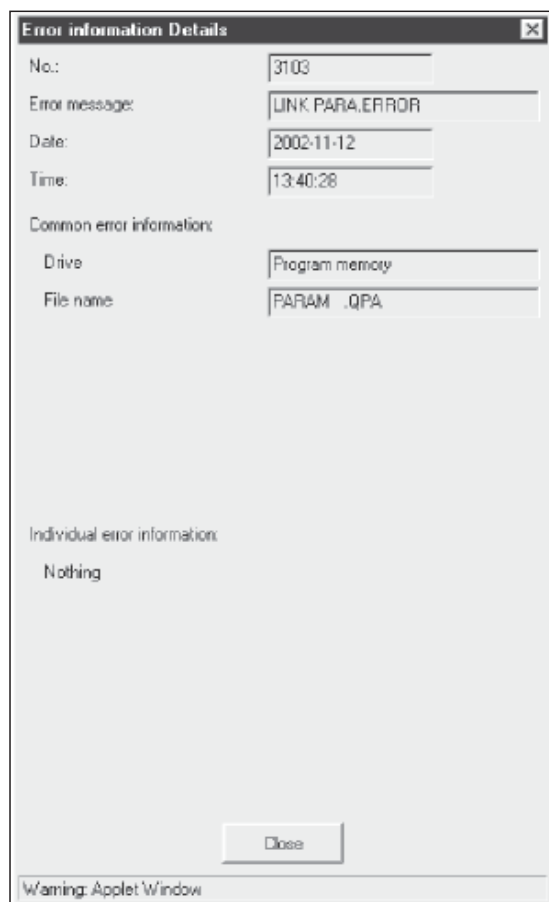 Error information Details
No.: 3103
Error message: LINK PARA.ERROR
Date: 2002-11-12
Time: 13:40:28
Common error information:
Drive Program memory
File name PARAM .QPA
Individual error information:
Nothing
Close
Warning: Applet Window